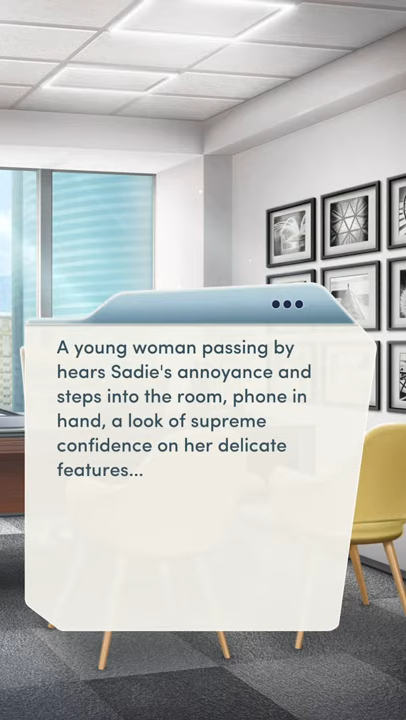 A young woman passing by
hears Sadie's annoyance and
steps into the room, phone in
hand, a look of supreme
confidence on her delicate
features...